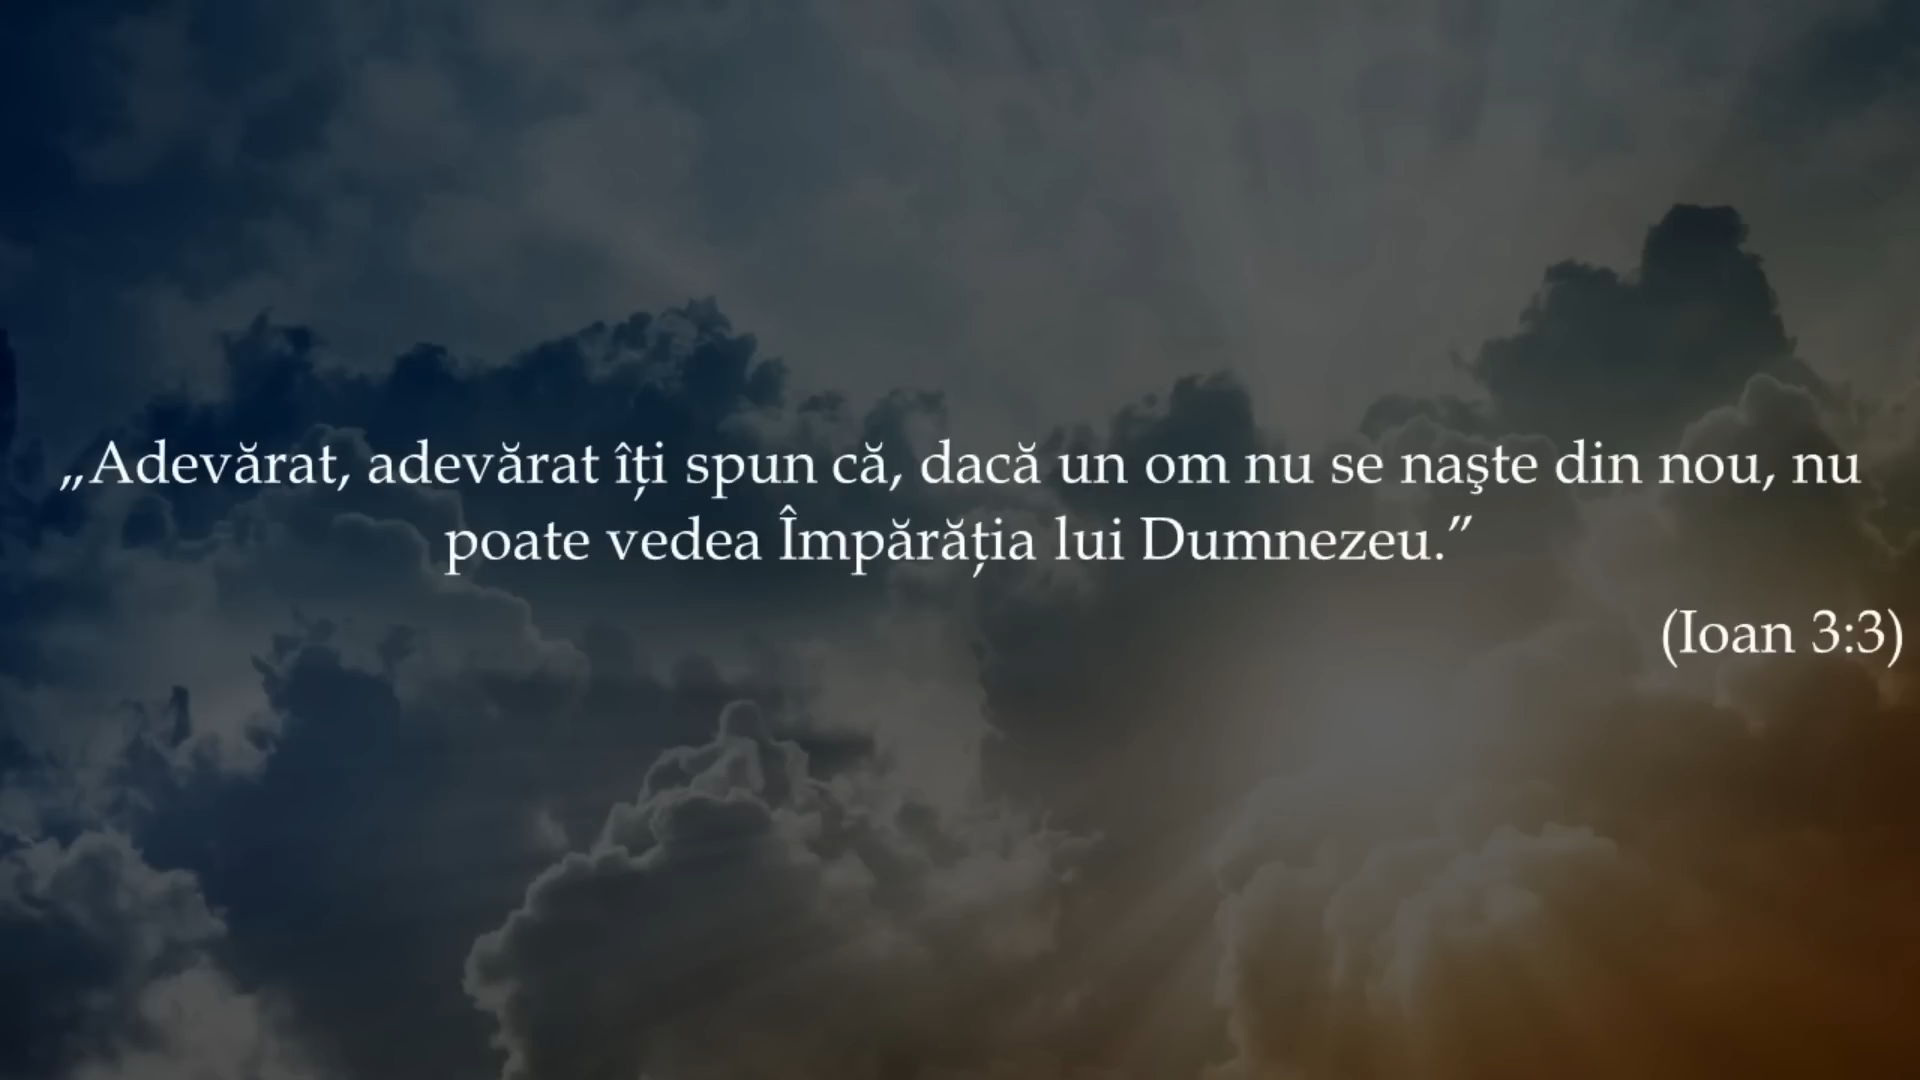 „Adevărat, adevărat îți spun că, dacă un om nu se naşte din nou, nu
poate vedea Împărăția lui Dumnezeu.”
(Ioan 3:3)